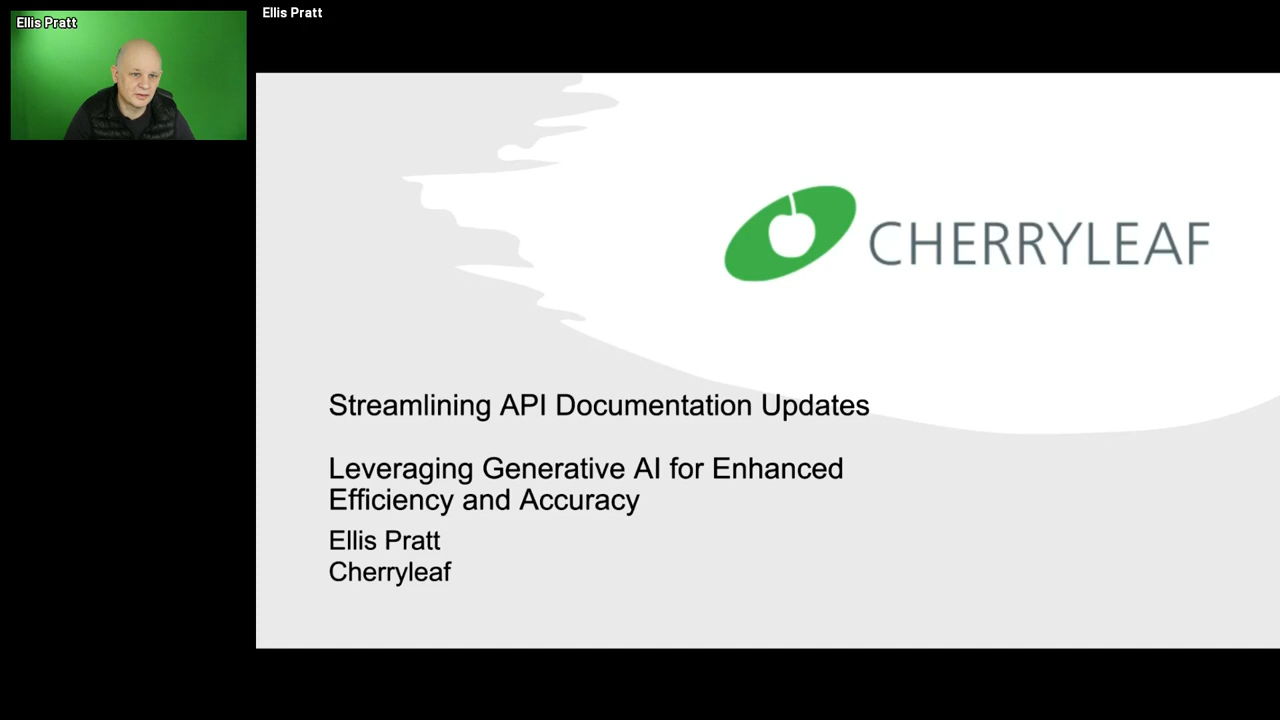 Ellis Pratt
Ellis Pratt
CHERRYLEAF
Streamlining API Documentation Updates
Leveraging Generative AI for Enhanced
Efficiency and Accuracy
Ellis Pratt
Cherryleaf